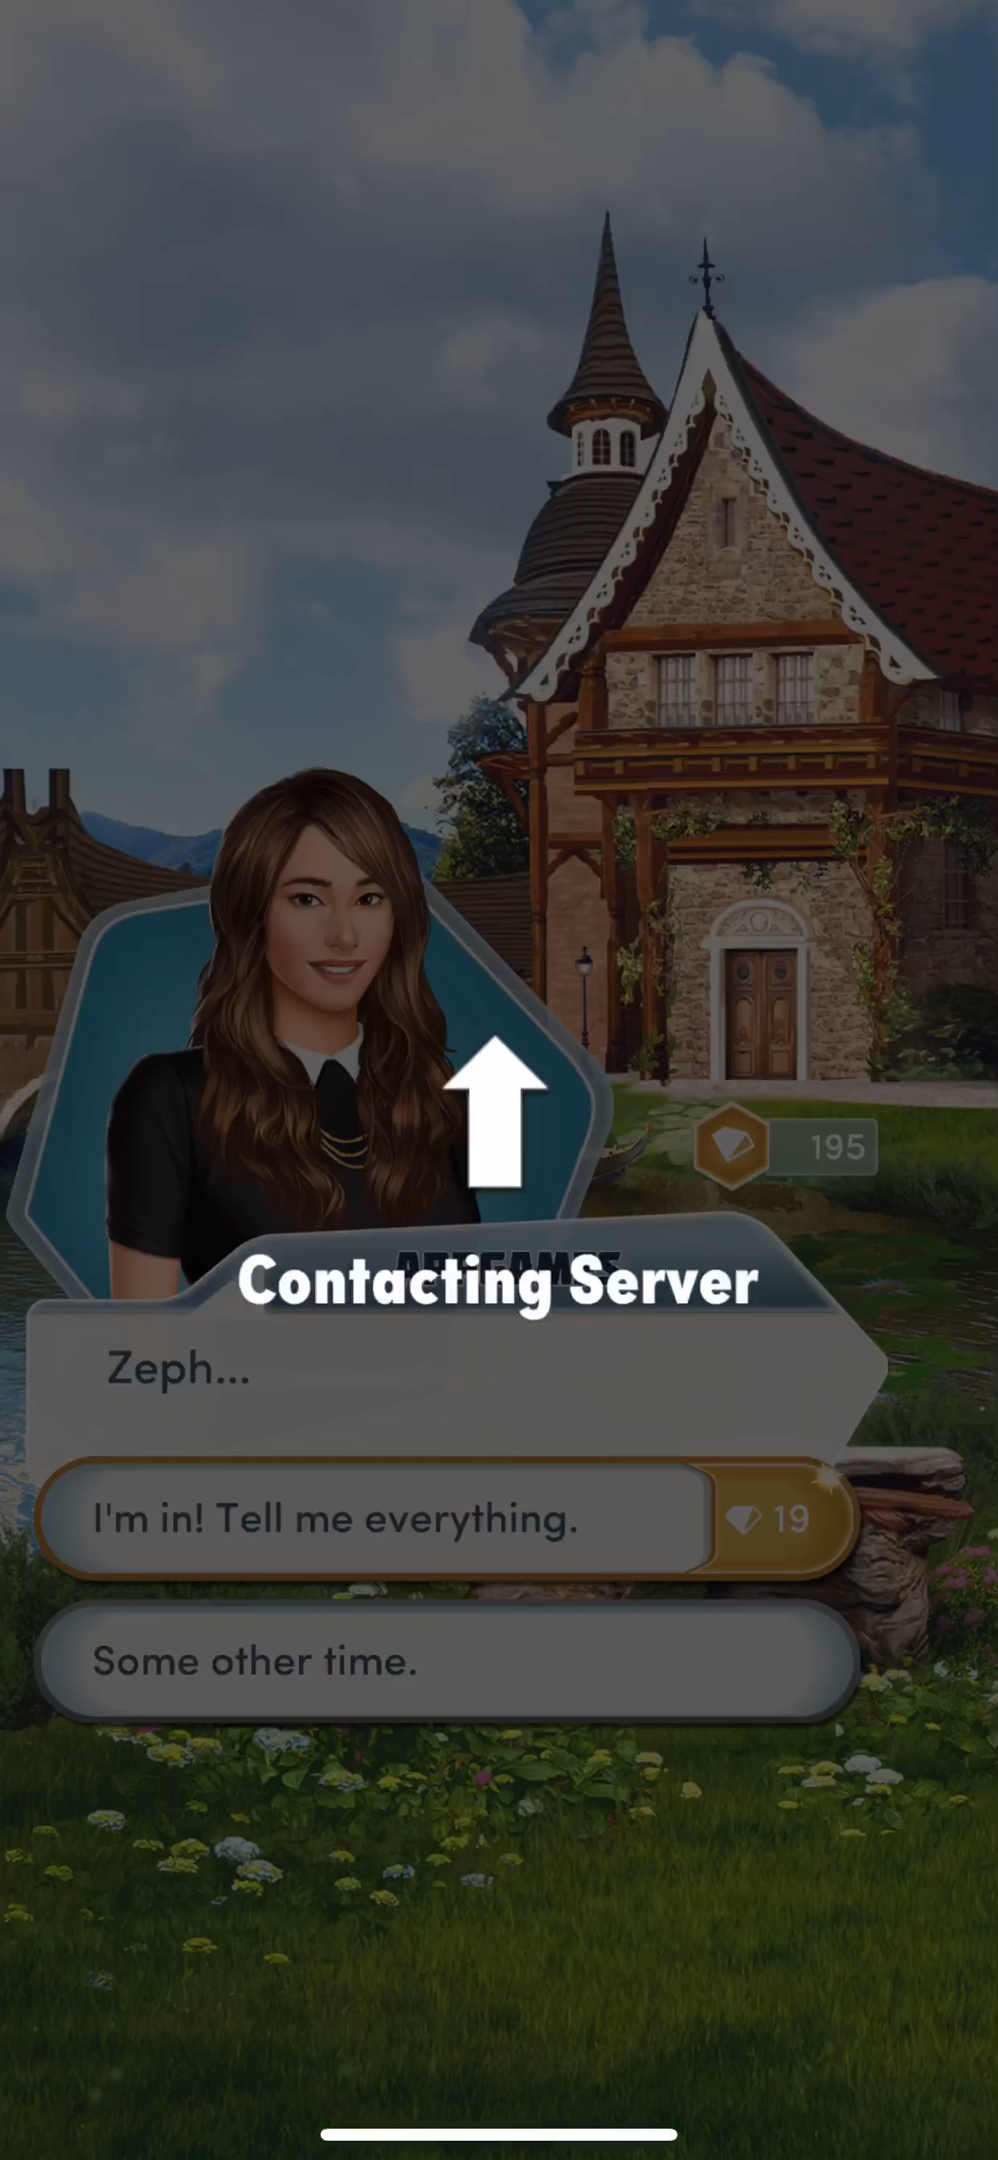 195
Contacting Server
Zeph...
I'm in! Tell me everything.
19
Some other time.